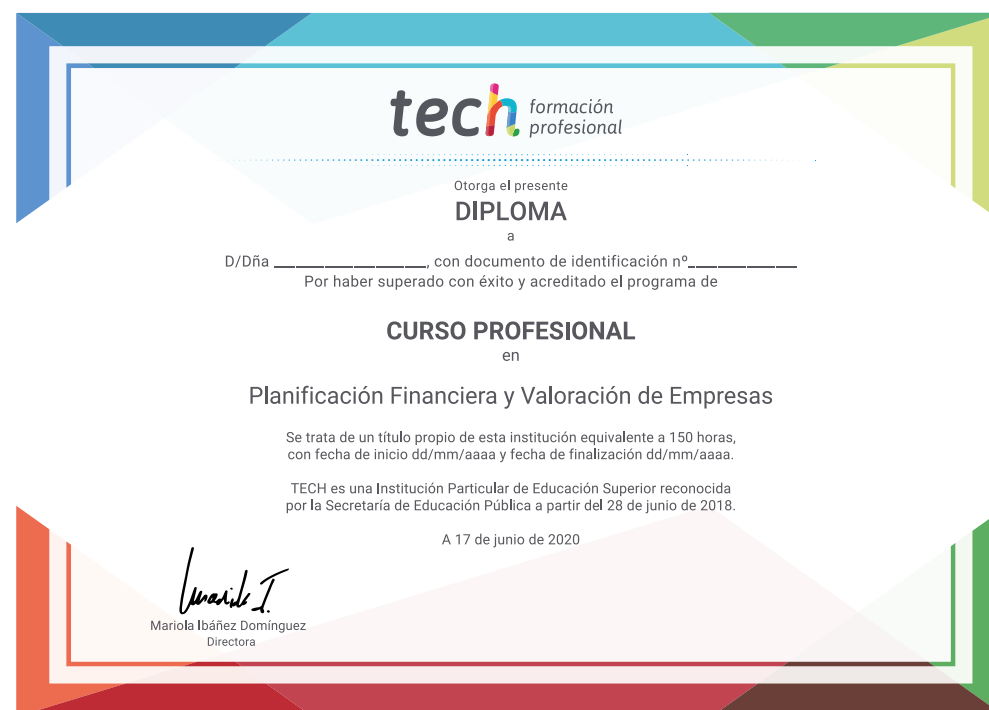 tech formación
profesional
Otorga el presente
DIPLOMA
a
D/Dña ______________, con documento de identificación nº__________
Por haber superado con éxito y acreditado el programa de
CURSO PROFESIONAL
en
Planificación Financiera y Valoración de Empresas
Se trata de un título propio de esta institución equivalente a 150 horas,
con fecha de inicio dd/mm/aaaa y fecha de finalización dd/mm/aaaa.
TECH es una Institución Particular de Educación Superior reconocida
por la Secretaría de Educación Pública a partir del 28 de junio de 2018.
A 17 de junio de 2020
Mariola Ibáñez Domínguez
Directora